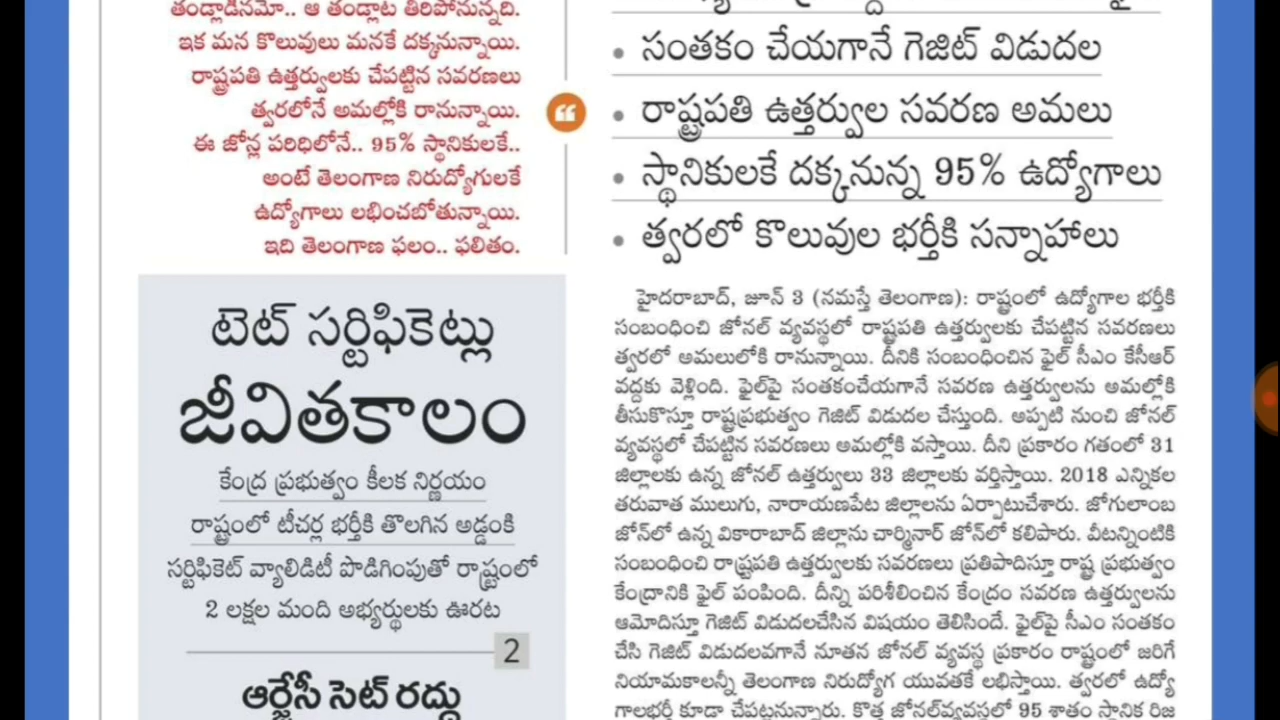 తండ్లాడినమో.. ఆ తండ్లాట తీరిపోనున్నది.
ఇక మన కొలువులు మనకే దక్కనున్నాయి.
రాష్ట్రపతి ఉత్తర్వులకు చేపట్టిన సవరణలు
త్వరలోనే అమల్లోకి రానున్నాయి.
ఈ జోన్ల పరిధిలోనే.. 95% స్థానికులకే..
అంటే తెలంగాణ నిరుద్యోగులకే
ఉద్యోగాలు లభించబోతున్నాయి.
ఇది తెలంగాణ ఫలం.. ఫలితం.
టెట్ సర్టిఫికెట్లు
జీవితకాలం
కేంద్ర ప్రభుత్వం కీలక నిర్ణయం
రాష్ట్రంలో టీచర్ల భర్తీకి తొలగిన అడ్డంకి
సర్టిఫికెట్ వ్యాలిడిటీ పొడిగింపుతో రాష్ట్రంలో
2 లక్షల మంది అభ్యర్థులకు ఊరట
2
ఆర్జేసీ సెట్ రద్దు
• సంతకం చేయగానే గెజిట్ విడుదల
• రాష్ట్రపతి ఉత్తర్వుల సవరణ అమలు
• స్థానికులకే దక్కనున్న 95% ఉద్యోగాలు
• త్వరలో కొలువుల భర్తీకి సన్నాహాలు
హైదరాబాద్, జూన్ 3 (నమస్తే తెలంగాణ): రాష్ట్రంలో ఉద్యోగాల భర్తీకి
సంబంధించి జోనల్ వ్యవస్థలో రాష్ట్రపతి ఉత్తర్వులకు చేపట్టిన సవరణలు
త్వరలో అమలులోకి రానున్నాయి. దీనికి సంబంధించిన ఫైల్ సీఎం కేసీఆర్
వద్దకు వెళ్లింది. ఫైల్‌పై సంతకంచేయగానే సవరణ ఉత్తర్వులను అమల్లోకి
తీసుకొస్తూ రాష్ట్రప్రభుత్వం గెజిట్ విడుదల చేస్తుంది. అప్పటి నుంచి జోనల్
వ్యవస్థలో చేపట్టిన సవరణలు అమల్లోకి వస్తాయి. దీని ప్రకారం గతంలో 31
జిల్లాలకు ఉన్న జోనల్ ఉత్తర్వులు 33 జిల్లాలకు వర్తిస్తాయి. 2018 ఎన్నికల
తరువాత ములుగు, నారాయణపేట జిల్లాలను ఏర్పాటుచేశారు. జోగులాంబ
జోన్‌లో ఉన్న వికారాబాద్ జిల్లాను చార్మినార్ జోన్‌లో కలిపారు. వీటన్నింటికి
సంబంధించి రాష్ట్రపతి ఉత్తర్వులకు సవరణలు ప్రతిపాదిస్తూ రాష్ట్ర ప్రభుత్వం
కేంద్రానికి ఫైల్ పంపింది. దీన్ని పరిశీలించిన కేంద్రం సవరణ ఉత్తర్వులను
ఆమోదిస్తూ గెజిట్ విడుదలచేసిన విషయం తెలిసిందే. ఫైల్‌పై సీఎం సంతకం
చేసి గెజిట్ విడుదలవగానే నూతన జోనల్ వ్యవస్థ ప్రకారం రాష్ట్రంలో జరిగే
నియామకాలన్నీ తెలంగాణ నిరుద్యోగ యువతకే లభిస్తాయి. త్వరలో ఉద్యో
గాలభర్తీ కూడా చేపట్టనున్నారు. కొత్త జోనల్‌వ్యవస్థలో 95 శాతం స్థానిక రిజ